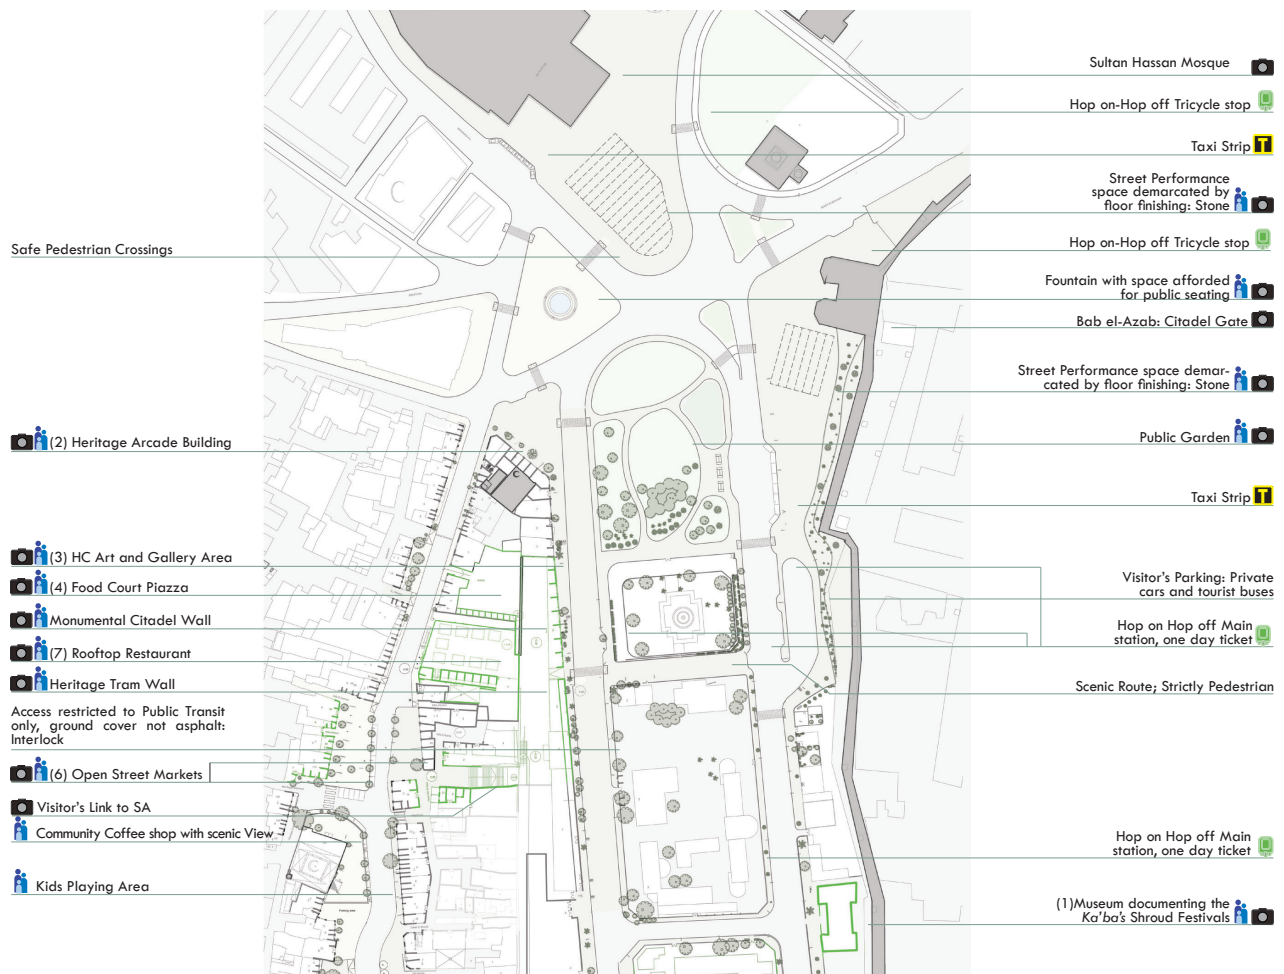 Sultan Hassan Mosque
Hop on-Hop off Tricycle stop
Taxi Strip T
Street Performance
space demarcated by
floor finishing: Stone
Safe Pedestrian Crossings
Hop on-Hop off Tricycle stop
Fountain with space afforded
for public seating
Bab el-Azab: Citadel Gate
Street Performance space demar-
cated by floor finishing: Stone
(2) Heritage Arcade Building
Public Garden
Taxi Strip T
(3) HC Art and Gallery Area
(4) Food Court Piazza
Visitor's Parking: Private
cars and tourist buses
Monumental Citadel Wall
Hop on Hop off Main
station, one day ticket
(7) Rooftop Restaurant
Heritage Tram Wall
Scenic Route; Strictly Pedestrian
Access restricted to Public Transit
only, ground cover not asphalt:
Interlock
(6) Open Street Markets
Visitor's Link to SA
Community Coffee shop with scenic View
Hop on Hop off Main
station, one day ticket
Kids Playing Area
(1)Museum documenting the
Ka'ba's Shroud Festivals